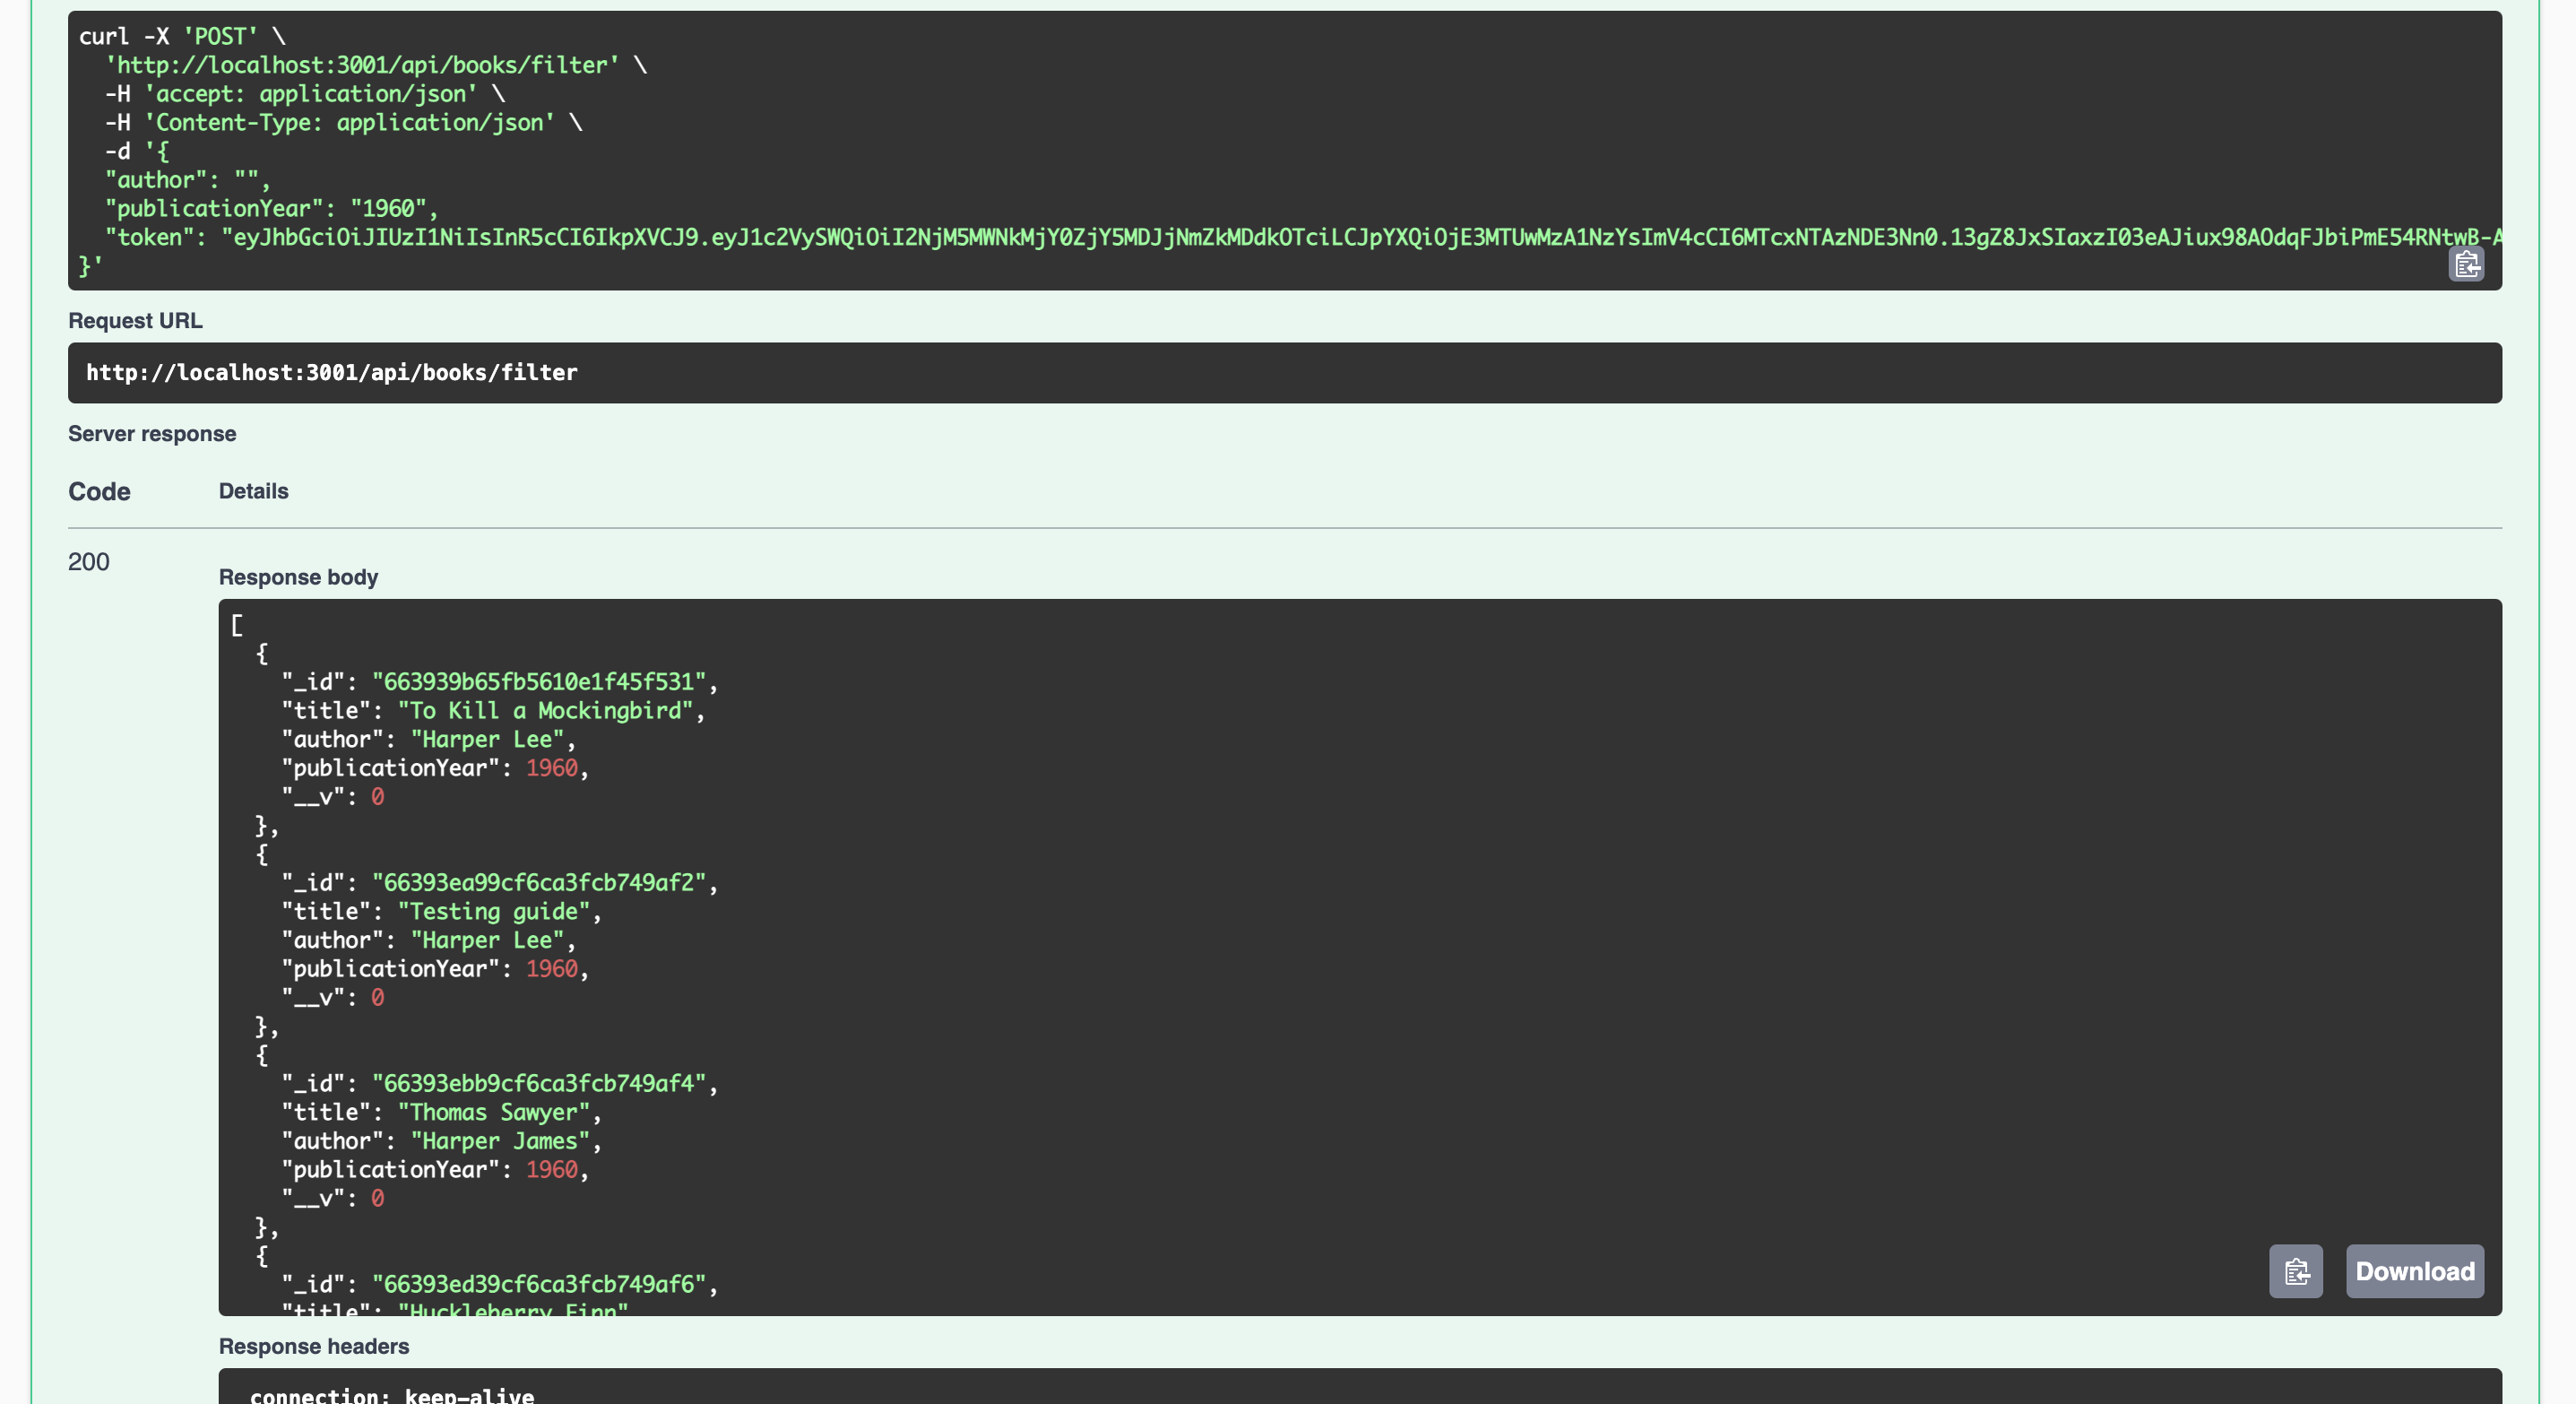 curl -X 'POST' \
  'http://localhost:3001/api/books/filter' \
  -H 'accept: application/json' \
  -H 'Content-Type: application/json' \
  -d '{
  "author": "",
  "publicationYear": "1960",
  "token": "eyJhbGciOiJIUzI1NiIsInR5cCI6IkpXVCJ9.eyJ1c2VySWQiOiI2NjM5MWNkMjY0ZjY5MDJjNmZkMDdkOTciLCJpYXQiOjE3MTUwMzA1NzYsImV4cCI6MTcxNTAzNDE3Nn0.13gZ8JxSIaxzI03eAJiux98AOdqFJbiPmE54RNtwB-A
}'
Request URL
http://localhost:3001/api/books/filter
Server response
Code Details
200
Response body
[
  {
    "_id": "663939b65fb5610e1f45f531",
    "title": "To Kill a Mockingbird",
    "author": "Harper Lee",
    "publicationYear": 1960,
    "__v": 0
  },
  {
    "_id": "66393ea99cf6ca3fcb749af2",
    "title": "Testing guide",
    "author": "Harper Lee",
    "publicationYear": 1960,
    "__v": 0
  },
  {
    "_id": "66393ebb9cf6ca3fcb749af4",
    "title": "Thomas Sawyer",
    "author": "Harper James",
    "publicationYear": 1960,
    "__v": 0
  },
  {
    "_id": "66393ed39cf6ca3fcb749af6",
    "title": "Huckleberry Finn"
Download
Response headers
connection: keep-alive